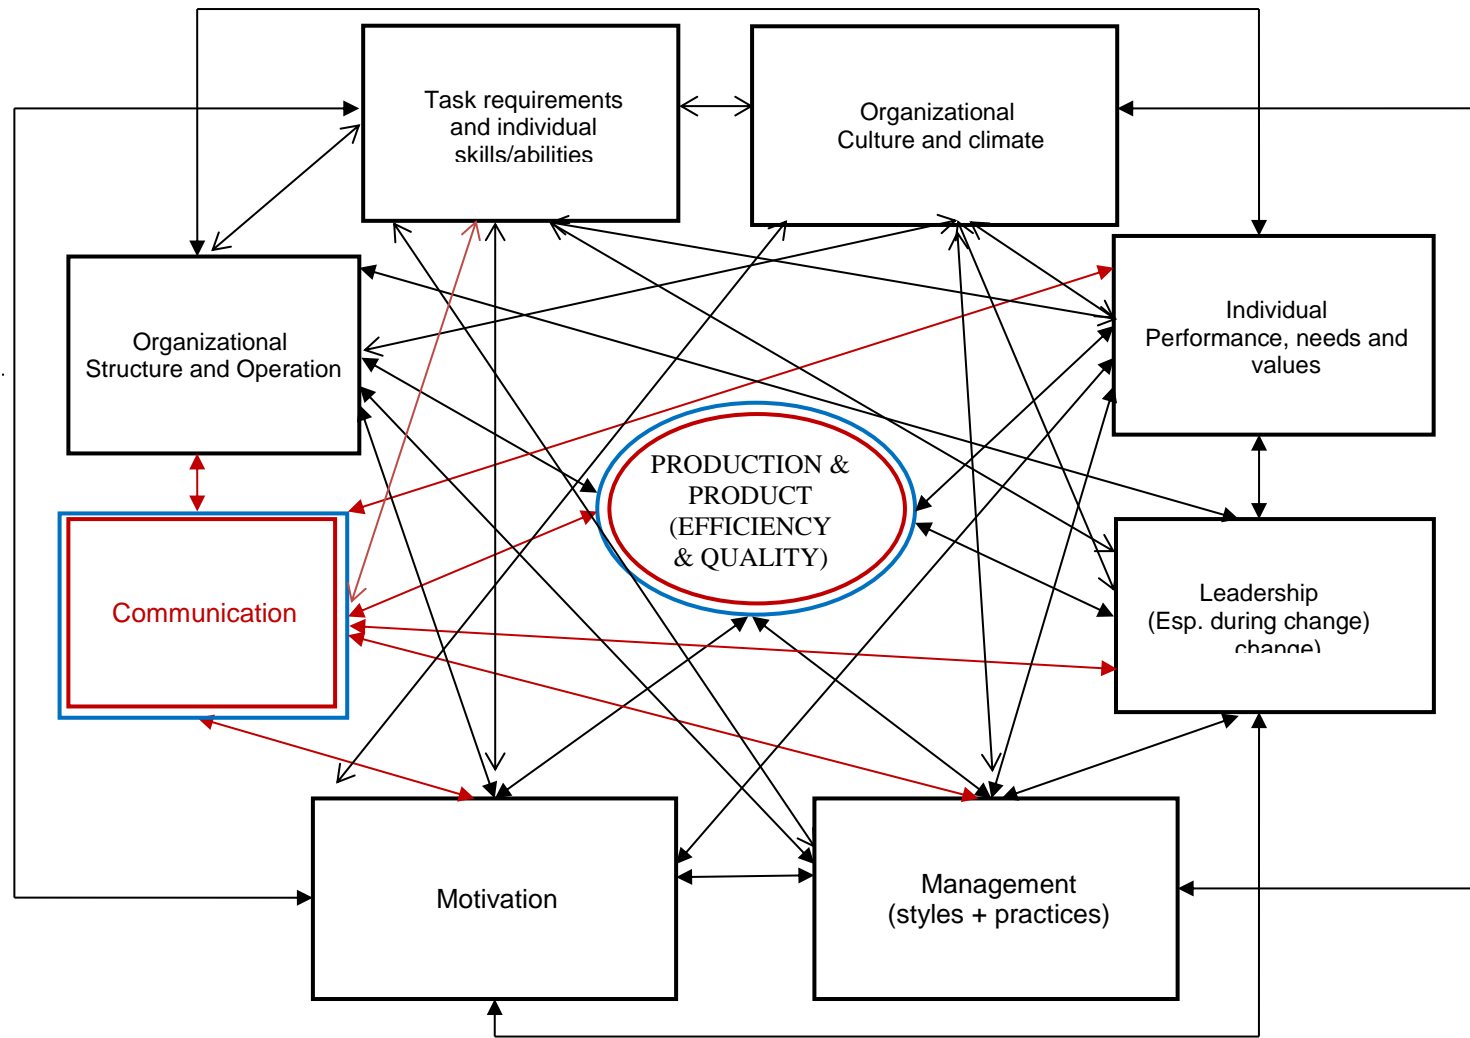 Task requirements
and individual
skills/abilities
Organizational
Culture and climate
Organizational
Structure and Operation
Individual
Performance, needs and
values
PRODUCTION &
PRODUCT
(EFFICIENCY
& QUALITY)
Communication
Leadership
(Esp. during change)
change)
Motivation
Management
(styles + practices)